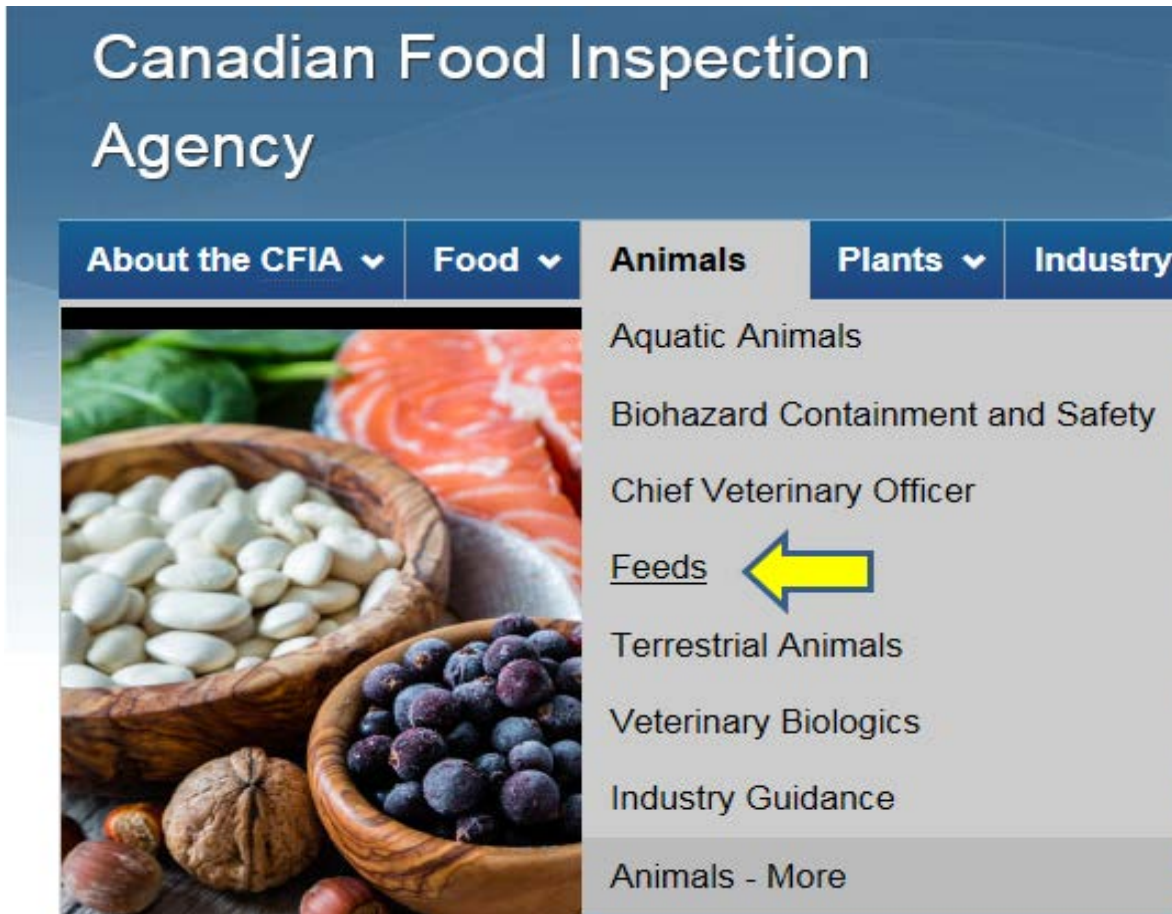 Canadian Food Inspection
Agency
About the CFIA
Food
Animals
Plants
Industry
Aquatic Animals
Biohazard Containment and Safety
Chief Veterinary Officer
Feeds
Terrestrial Animals
Veterinary Biologics
Industry Guidance
Animals - More